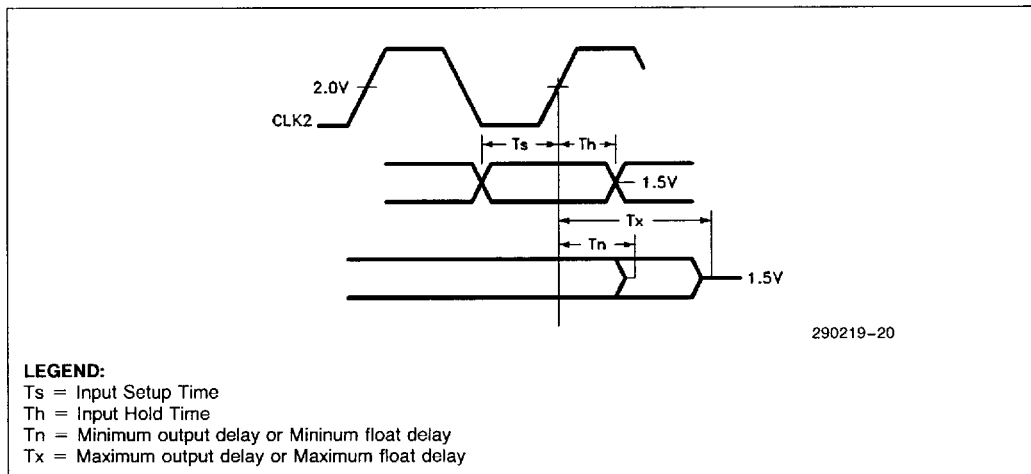 2.0V
CLK2
Ts
Th
1.5V
Tx
Tn
1.5V
290219-20
LEGEND:
Ts = Input Setup Time
Th = Input Hold Time
Tn = Minimum output delay or Mininum float delay
Tx = Maximum output delay or Maximum float delay